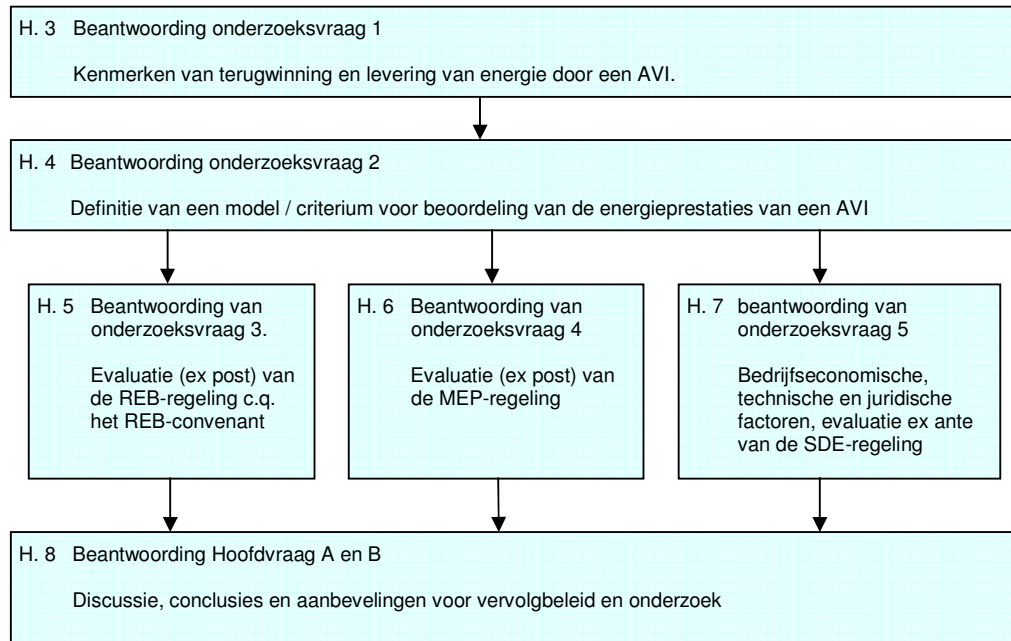 H. 3 Beantwoording onderzoeksvraag 1
Kenmerken van terugwinning en levering van energie door een AVI.
H. 4 Beantwoording onderzoeksvraag 2
Definitie van een model / criterium voor beoordeling van de energieprestaties van een AVI
H. 5 Beantwoording van
onderzoeksvraag 3.
Evaluatie (ex post) van
de REB-regeling c.q.
het REB-convenant
H. 6 Beantwoording van
onderzoeksvraag 4
Evaluatie (ex post) van
de MEP-regeling
H. 7 beantwoording van
onderzoeksvraag 5
Bedrijfseconomische,
technische en juridische
factoren, evaluatie ex ante
van de SDE-regeling
H. 8 Beantwoording Hoofdvraag A en B
Discussie, conclusies en aanbevelingen voor vervolgbeleid en onderzoek